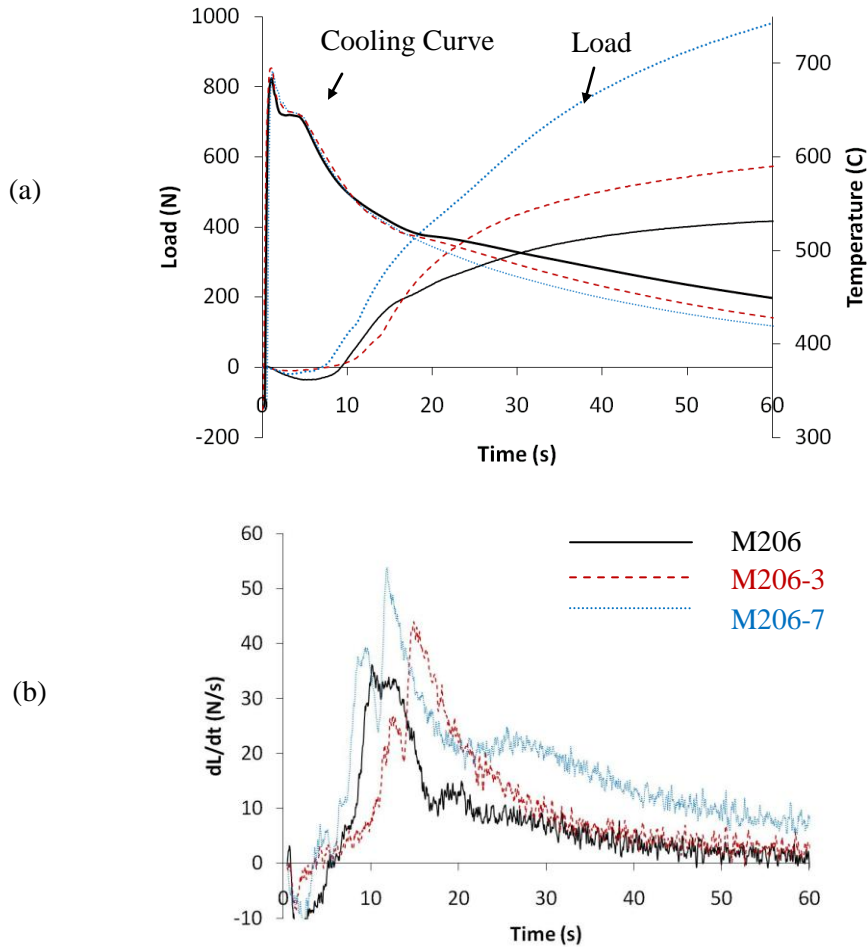 (a)
Cooling Curve
Load
Load (N)
1000
800
600
400
200
0
-200
0
10
20
30
40
50
60
Time (s)
Temperature (C)
700
600
500
400
300
(b)
M206
M206-3
M206-7
dL/dt (N/s)
60
50
40
30
20
10
0
-10
0
10
20
30
40
50
60
Time (s)